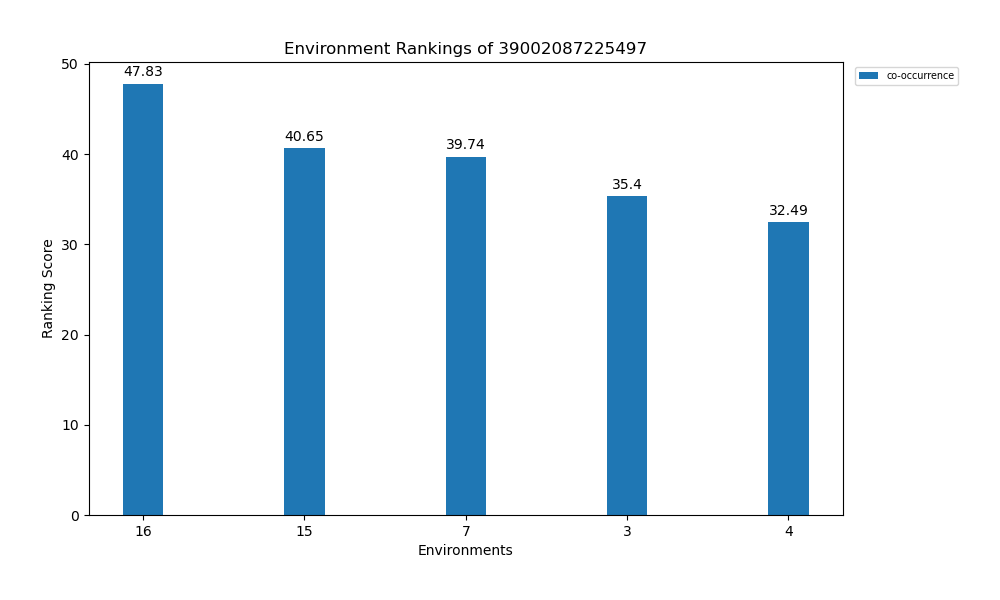 Environment Rankings of 39002087225497
co-occurrence
Ranking Score
50
40
30
20
10
0
47.83
40.65
39.74
35.4
32.49
16 15 7 3 4
Environments